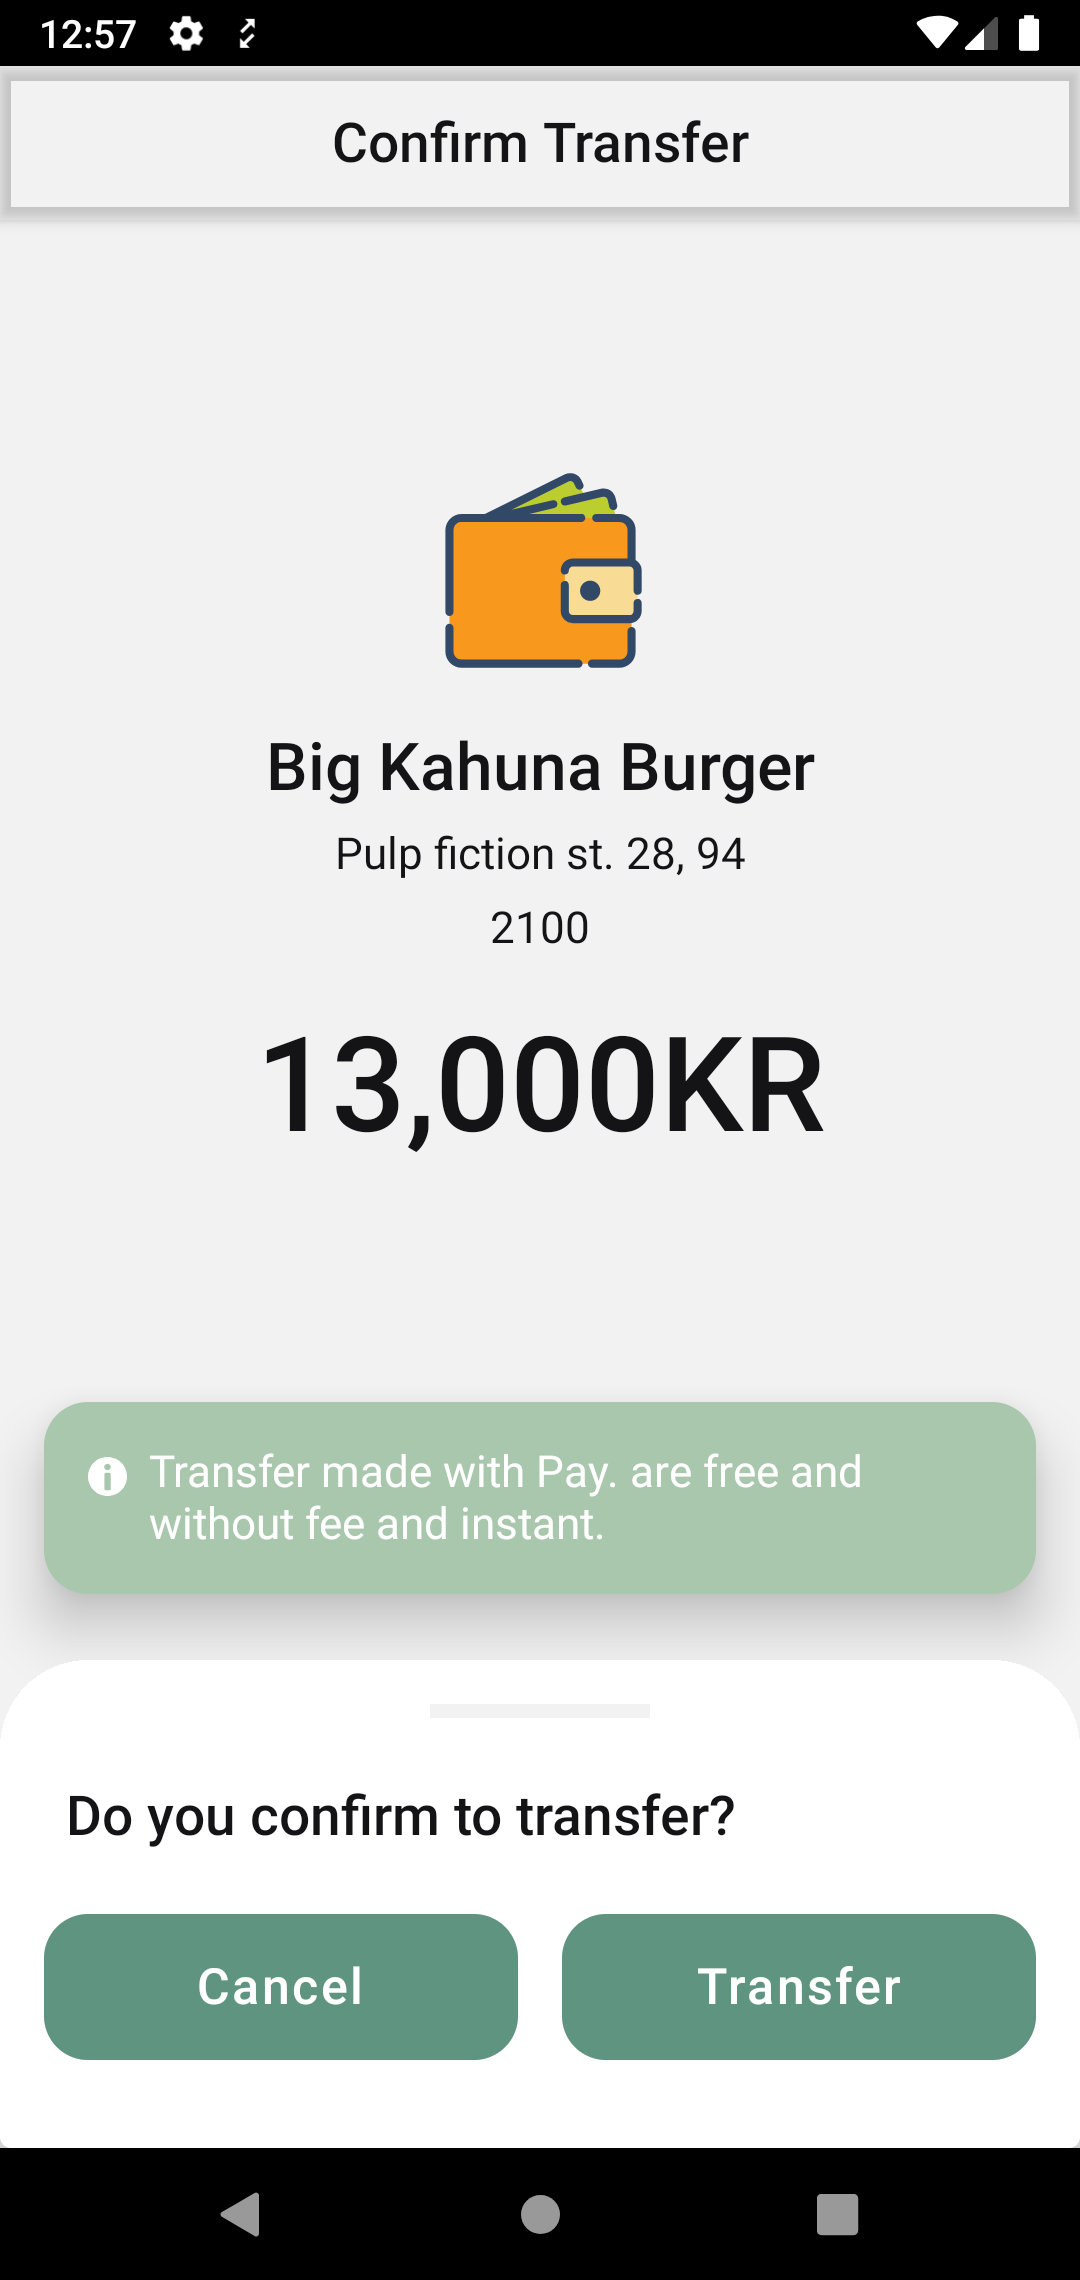 12:57
Confirm Transfer
Big Kahuna Burger
Pulp fiction st. 28, 94
2100
13,000KR
Transfer made with Pay. are free and
without fee and instant.
Do you confirm to transfer?
Cancel
Transfer